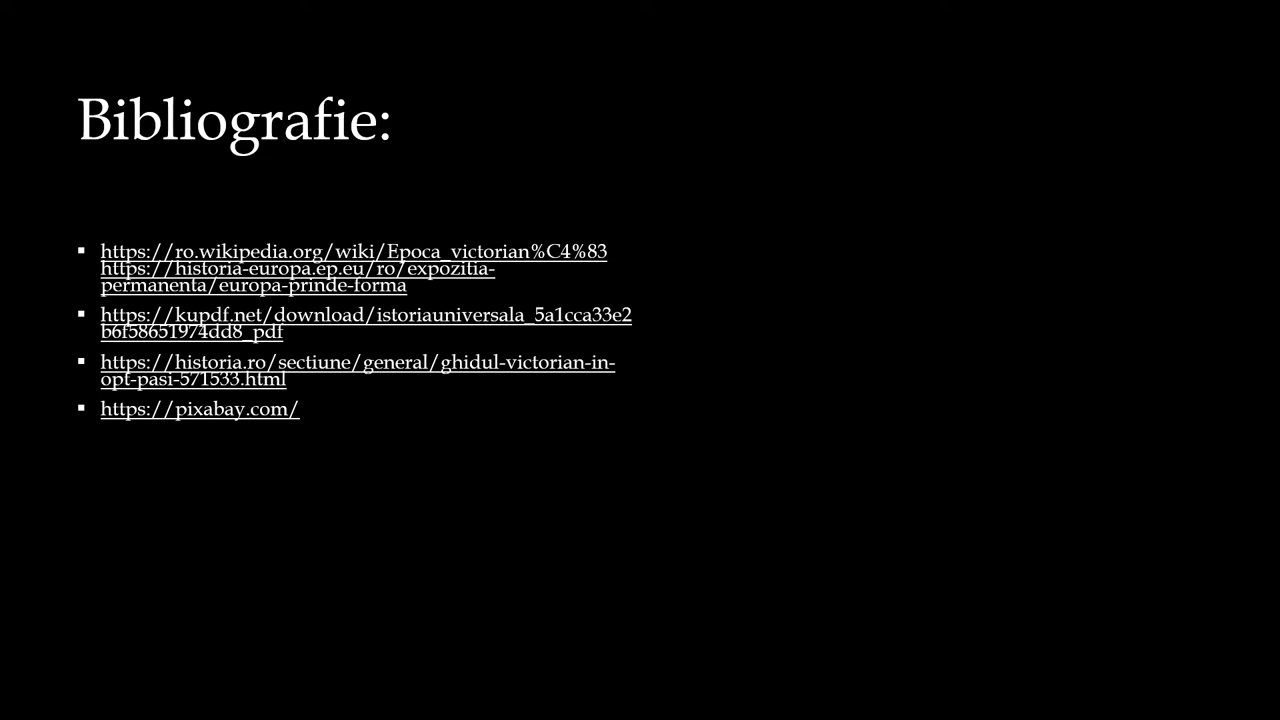 Bibliografie:
https://ro.wikipedia.org/wiki/Epoca_victorian%C4%83
https://historia-europa.ep.eu/ro/expozitia-
permanenta/europa-prinde-forma
https://kupdf.net/download/istoriauniversala_5a1cca33e2
b6f58651974dd8_pdf
https://historia.ro/sectiune/general/ghidul-victorian-in-
opt-pasi-571533.html
https://pixabay.com/